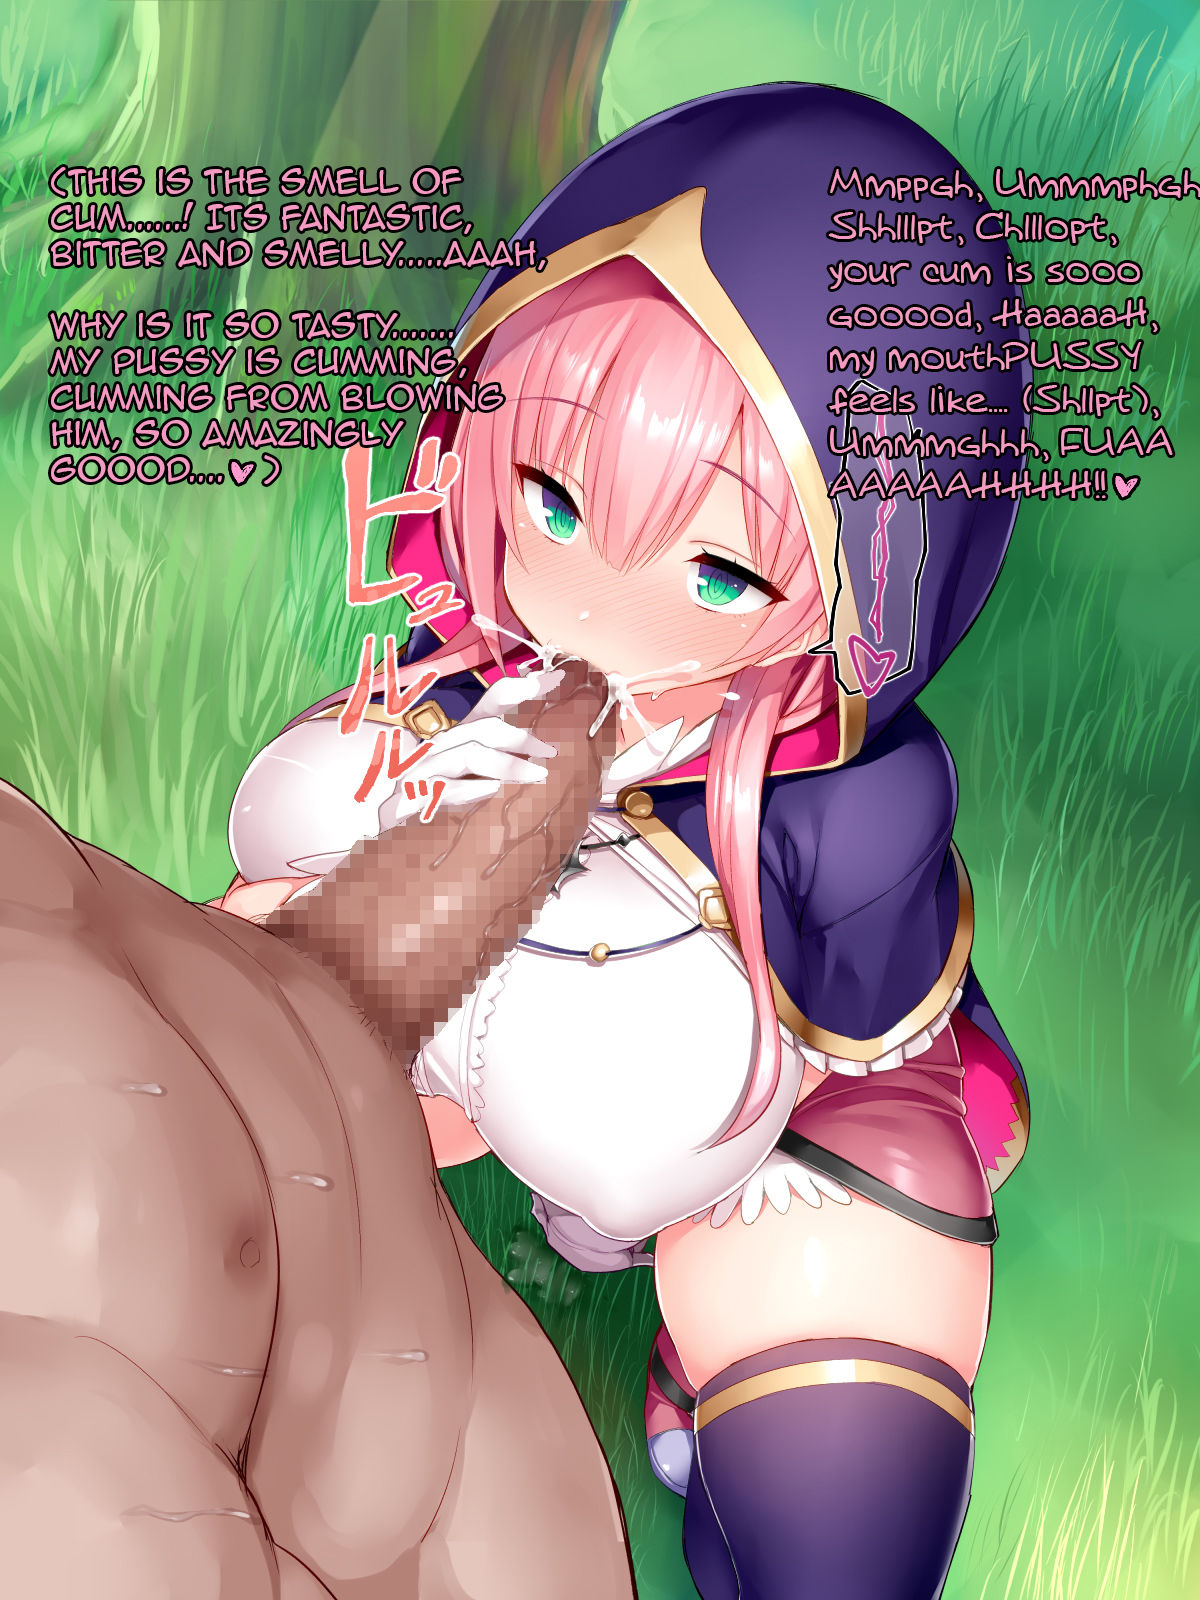 (THIS IS THE SMELL OF
CUM......! ITS FANTASTIC,
BITTER AND SMELLY.....AAAH,
WHY IS IT SO TASTY.......
MY PUSSY IS CUMMING,
CUMMING FROM BLOWING
HIM, SO AMAZINGLY
GOOOD....♥)
Mmppgh, Ummmphgh
Shhlllpt, Chlllopt,
your cum is sooo
gooood, HaaaaaH,
my mouthPUSSY
feels like.... (Shllpt),
Ummmghhh, FUAA
AAAAAHHHH!!♥
ビュルルルッ